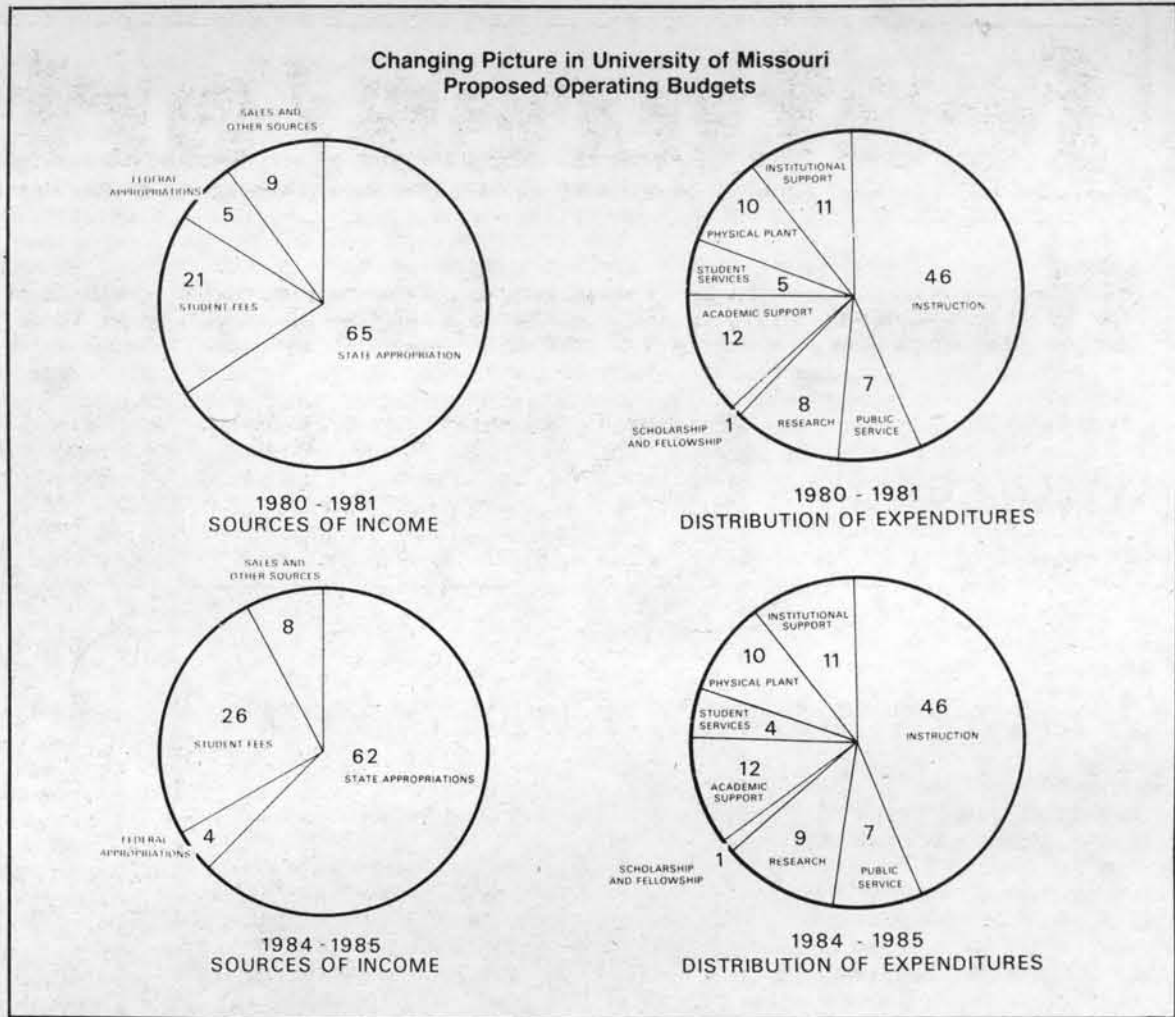 Changing Picture in University of Missouri
Proposed Operating Budgets
SALES AND
OTHER SOURCES
9
FEDERAL
APPROPRIATIONS
5
21
STUDENT FEES
65
STATE APPROPRIATION
1980 - 1981
SOURCES OF INCOME
INSTITUTIONAL
SUPPORT
11
10
PHYSICAL PLANT
STUDENT
SERVICES
5
ACADEMIC SUPPORT
12
46
INSTRUCTION
1
SCHOLARSHIP
AND FELLOWSHIP
8
RESEARCH
7
PUBLIC
SERVICE
1980 - 1981
DISTRIBUTION OF EXPENDITURES
SALES AND
OTHER SOURCES
8
26
STUDENT FEES
62
STATE APPROPRIATIONS
FEDERAL
APPROPRIATIONS
4
1984 - 1985
SOURCES OF INCOME
INSTITUTIONAL
SUPPORT
11
10
PHYSICAL PLANT
STUDENT
SERVICES
4
46
INSTRUCTION
12
ACADEMIC
SUPPORT
1
SCHOLARSHIP
AND FELLOWSHIP
9
RESEARCH
7
PUBLIC
SERVICE
1984 - 1985
DISTRIBUTION OF EXPENDITURES